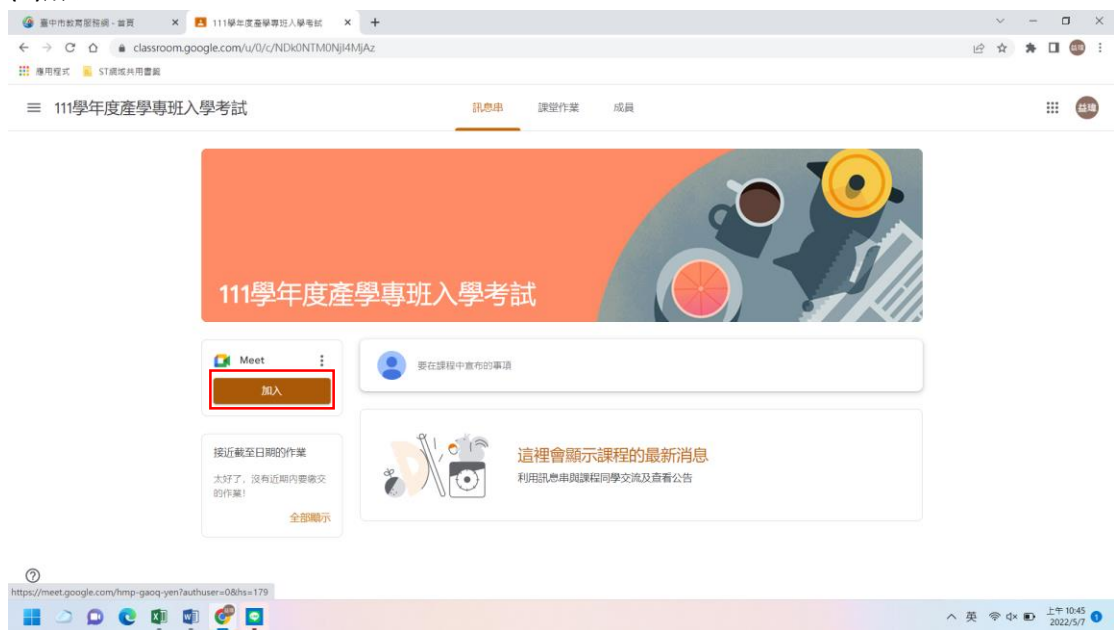 臺中市教育服務網 - 首頁
111學年度產學專班入學考試
classroom.google.com/u/0/c/NDk0NTM0NjI4MjAz
應用程式
ST網域共用書籤
益瑋
111學年度產學專班入學考試
訊息串
課堂作業
成員
益瑋
111學年度產學專班入學考試
Meet
加入
要在課程中宣布的事項
接近截至日期的作業
太好了，沒有近期內要繳交
的作業！
全部顯示
這裡會顯示課程的最新消息
利用訊息串與課程同學交流及查看公告
https://meet.google.com/hmp-gaoq-yen?authuser=0&hs=179
英
上午 10:45
2022/5/7
1